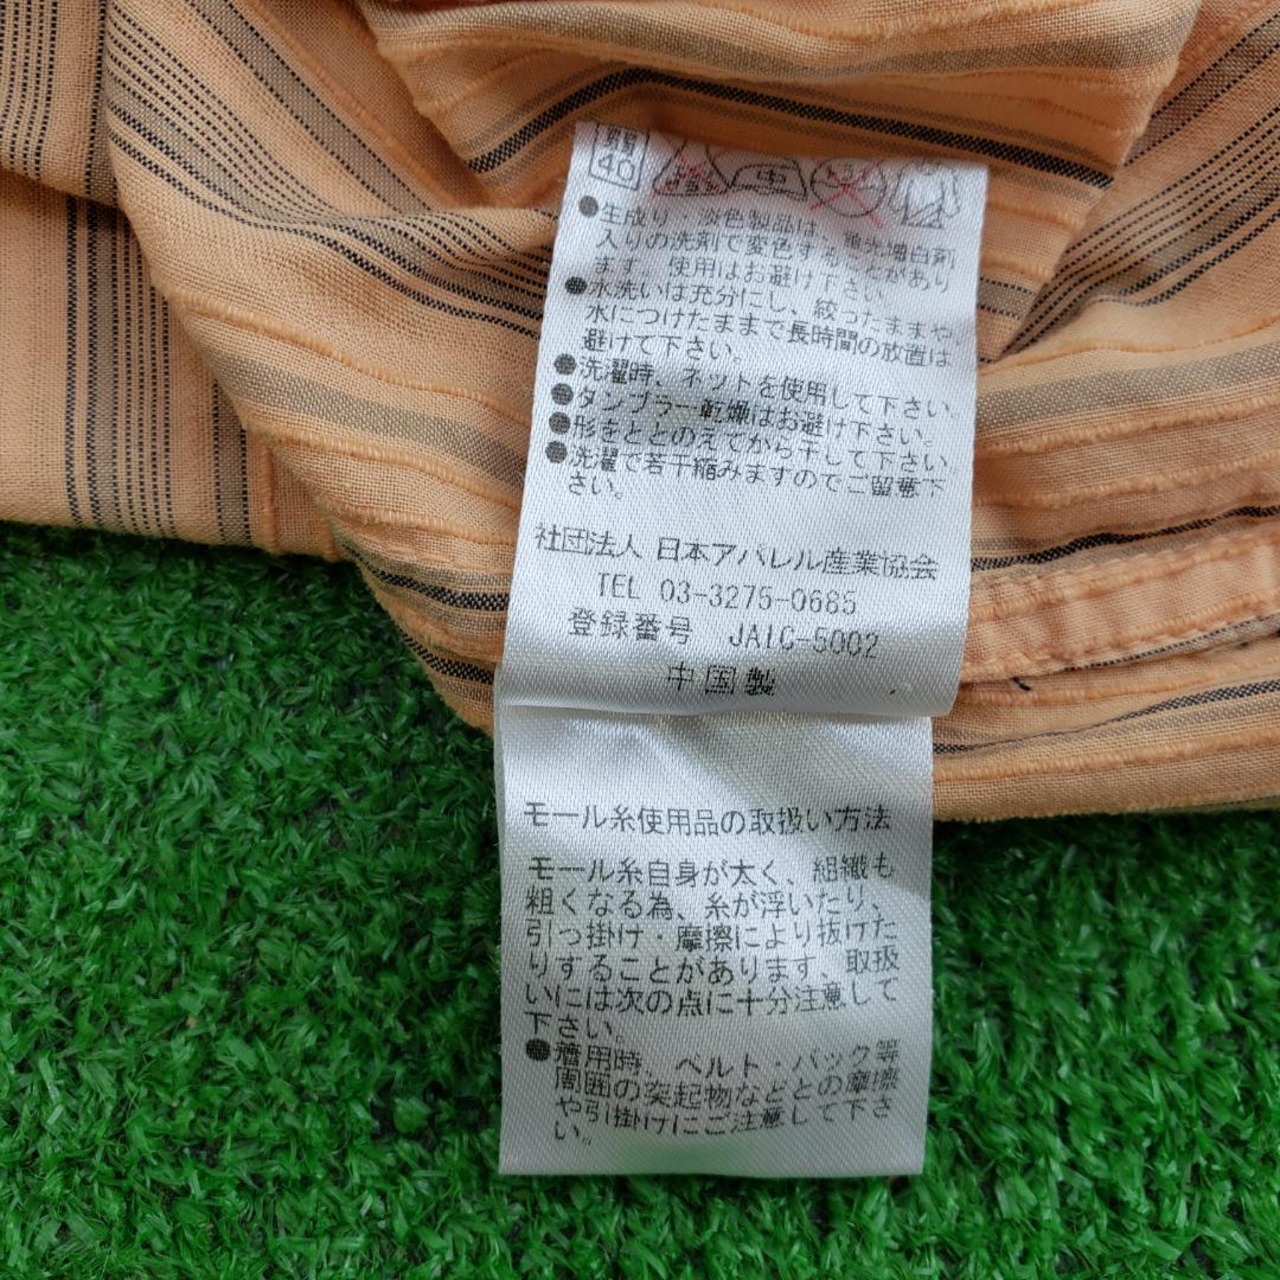 40
中
●生成り・淡色製品は、蛍光増白剤
入りの洗剤で変色することがあり
ます。使用はお避け下さい。
●水洗いは充分にし、絞ったままや、
水につけたままで長時間の放置は
避けて下さい。
●洗濯時、ネットを使用して下さい。
●タンブラー乾燥はお避け下さい。
●形をととのえてから干して下さい。
●洗濯で若干縮みますのでご留意下
さい。
社団法人 日本アパレル産業協会
TEL 03-3275-0685
登録番号 JAIC-5002
中国製
モール糸使用品の取扱い方法
モール糸自身が太く、組織も
粗くなる為、糸が浮いたり、
引っ掛け・摩擦により抜けた
りすることがあります、取扱
いには次の点に十分注意して
下さい。
●着用時、ベルト・バック等
周囲の突起物などとの摩擦
や引掛けにご注意して下さ
い。